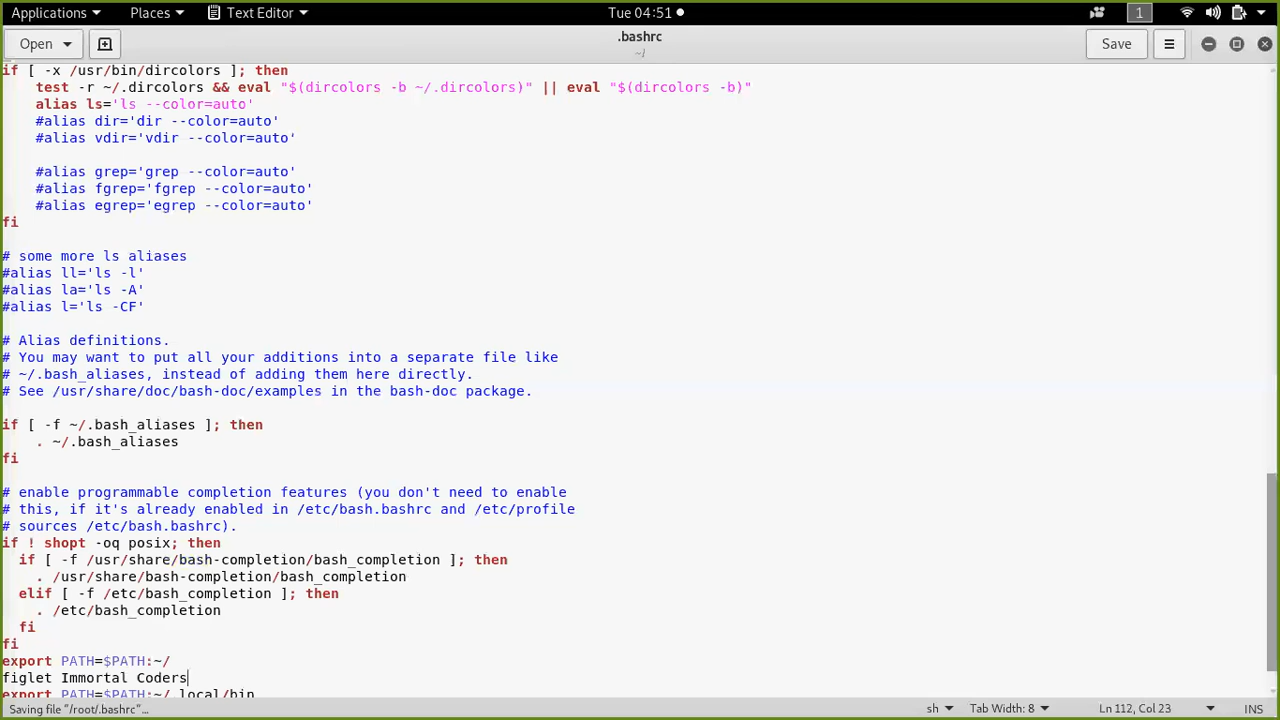 Applications Places Text Editor Tue 04:51 1
Open .bashrc Save
~/
if [ -x /usr/bin/dircolors ]; then
    test -r ~/.dircolors && eval "$(dircolors -b ~/.dircolors)" || eval "$(dircolors -b)"
    alias ls='ls --color=auto'
    #alias dir='dir --color=auto'
    #alias vdir='vdir --color=auto'
    #alias grep='grep --color=auto'
    #alias fgrep='fgrep --color=auto'
    #alias egrep='egrep --color=auto'
fi
# some more ls aliases
#alias ll='ls -l'
#alias la='ls -A'
#alias l='ls -CF'
# Alias definitions.
# You may want to put all your additions into a separate file like
# ~/.bash_aliases, instead of adding them here directly.
# See /usr/share/doc/bash-doc/examples in the bash-doc package.
if [ -f ~/.bash_aliases ]; then
    . ~/.bash_aliases
fi
# enable programmable completion features (you don't need to enable
# this, if it's already enabled in /etc/bash.bashrc and /etc/profile
# sources /etc/bash.bashrc).
if ! shopt -oq posix; then
  if [ -f /usr/share/bash-completion/bash_completion ]; then
    . /usr/share/bash-completion/bash_completion
  elif [ -f /etc/bash_completion ]; then
    . /etc/bash_completion
  fi
fi
export PATH=$PATH:~/
figlet Immortal Coders
export PATH=$PATH:~/.local/bin
Saving file "/root/.bashrc"… sh Tab Width: 8 Ln 112, Col 23 INS